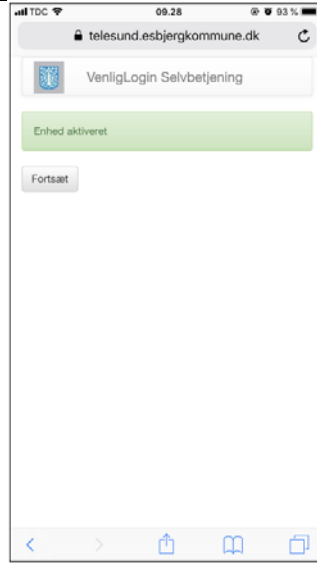 TDC 09.28 93 %
telesund.esbjergkommune.dk
VenligLogin Selvbetjening
Enhed aktiveret
Fortsæt